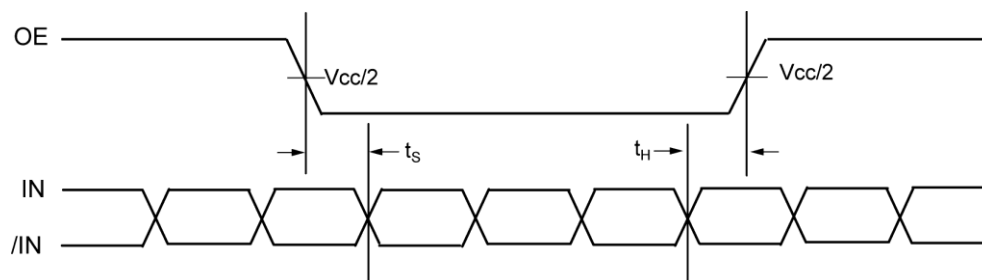 OE
Vcc/2
Vcc/2
tS
tH
IN
/IN